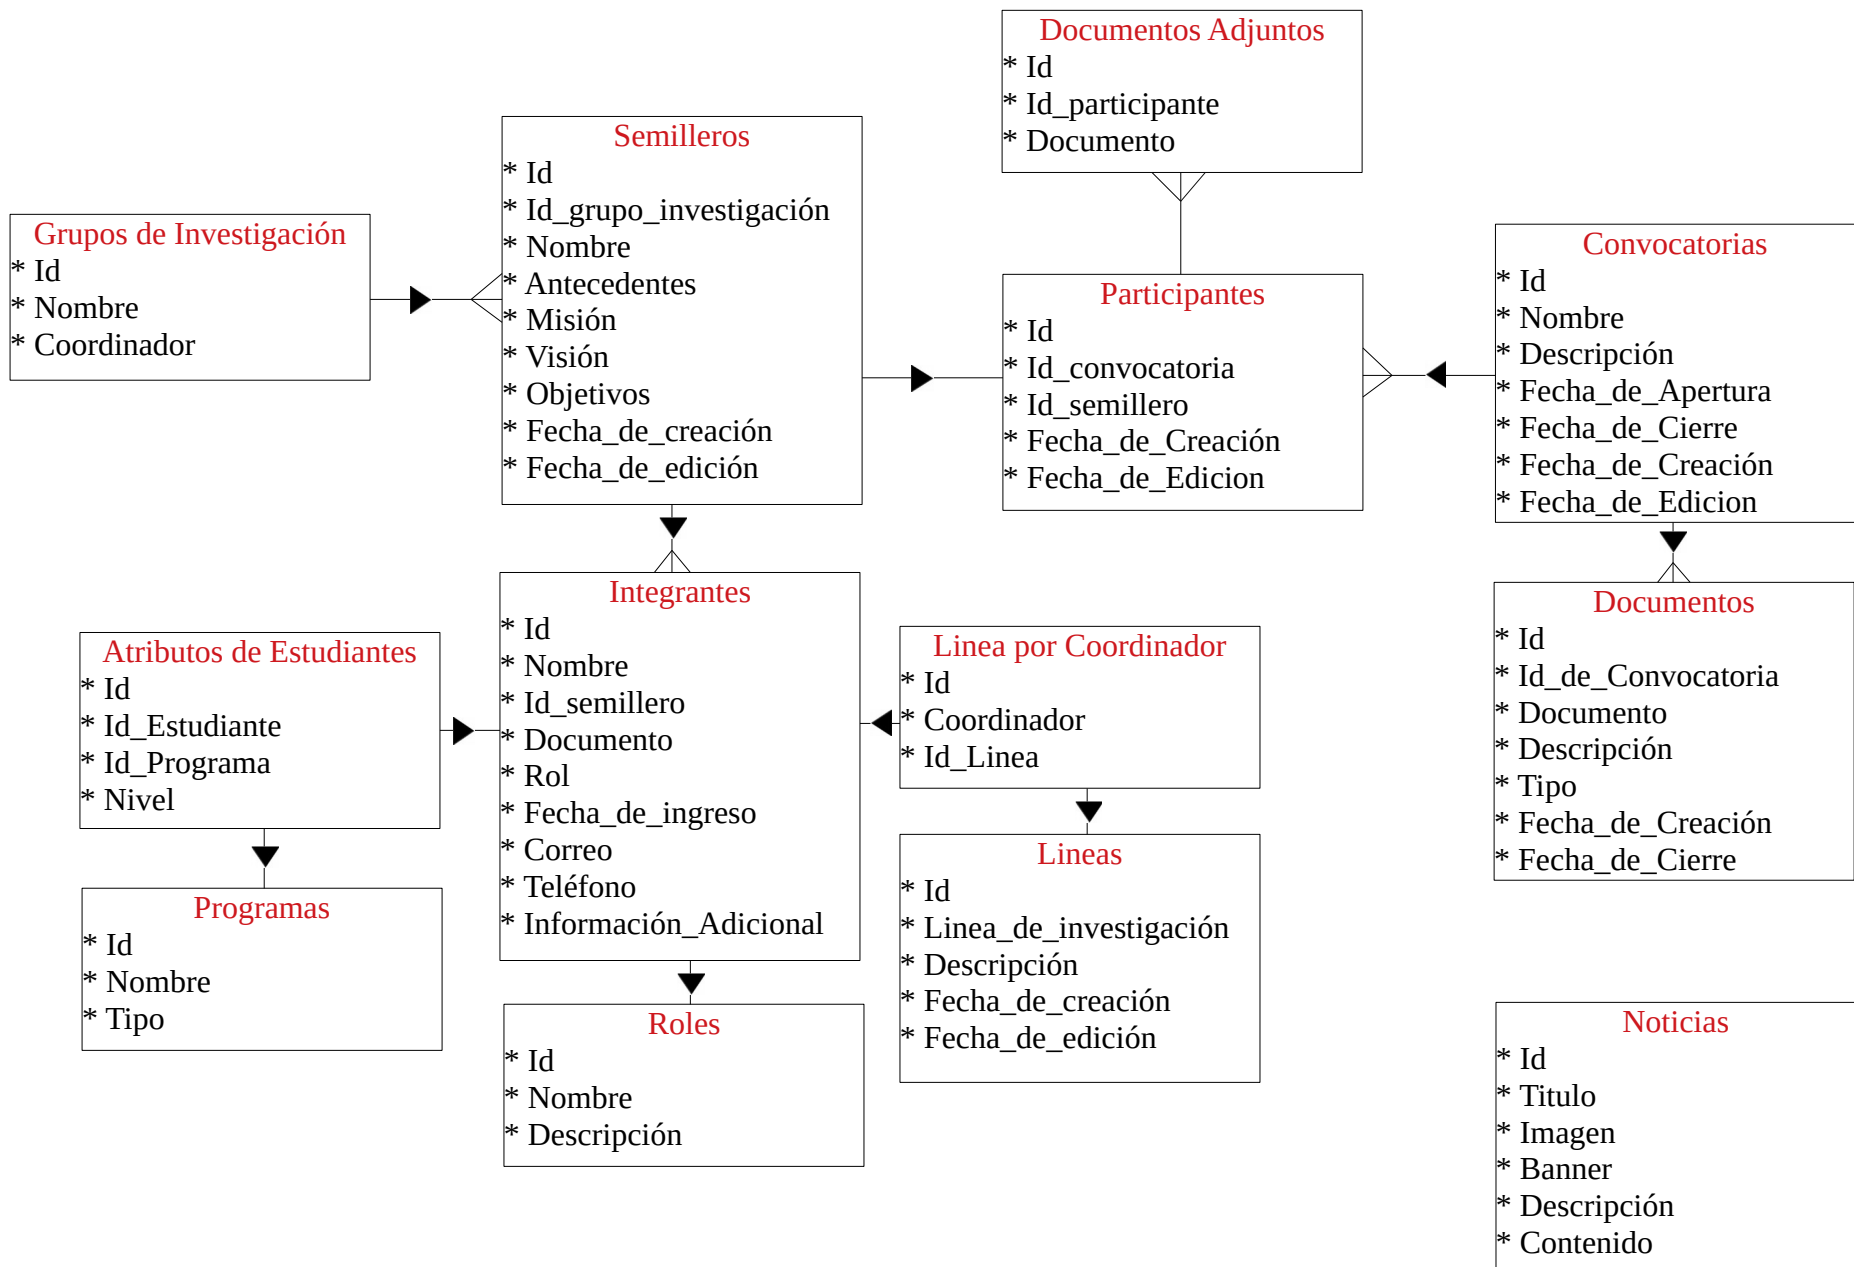 Documentos Adjuntos
* Id
* Id_participante
* Documento
Semilleros
* Id
* Id_grupo_investigación
* Nombre
* Antecedentes
* Misión
* Visión
* Objetivos
* Fecha_de_creación
* Fecha_de_edición
Grupos de Investigación
* Id
* Nombre
* Coordinador
Participantes
* Id
* Id_convocatoria
* Id_semillero
* Fecha_de_Creación
* Fecha_de_Edicion
Convocatorias
* Id
* Nombre
* Descripción
* Fecha_de_Apertura
* Fecha_de_Cierre
* Fecha_de_Creación
* Fecha_de_Edicion
Integrantes
* Id
* Nombre
* Id_semillero
* Documento
* Rol
* Fecha_de_ingreso
* Correo
* Teléfono
* Información_Adicional
Atributos de Estudiantes
* Id
* Id_Estudiante
* Id_Programa
* Nivel
Linea por Coordinador
* Id
* Coordinador
* Id_Linea
Documentos
* Id
* Id_de_Convocatoria
* Documento
* Descripción
* Tipo
* Fecha_de_Creación
* Fecha_de_Cierre
Programas
* Id
* Nombre
* Tipo
Lineas
* Id
* Linea_de_investigación
* Descripción
* Fecha_de_creación
* Fecha_de_edición
Roles
* Id
* Nombre
* Descripción
Noticias
* Id
* Titulo
* Imagen
* Banner
* Descripción
* Contenido